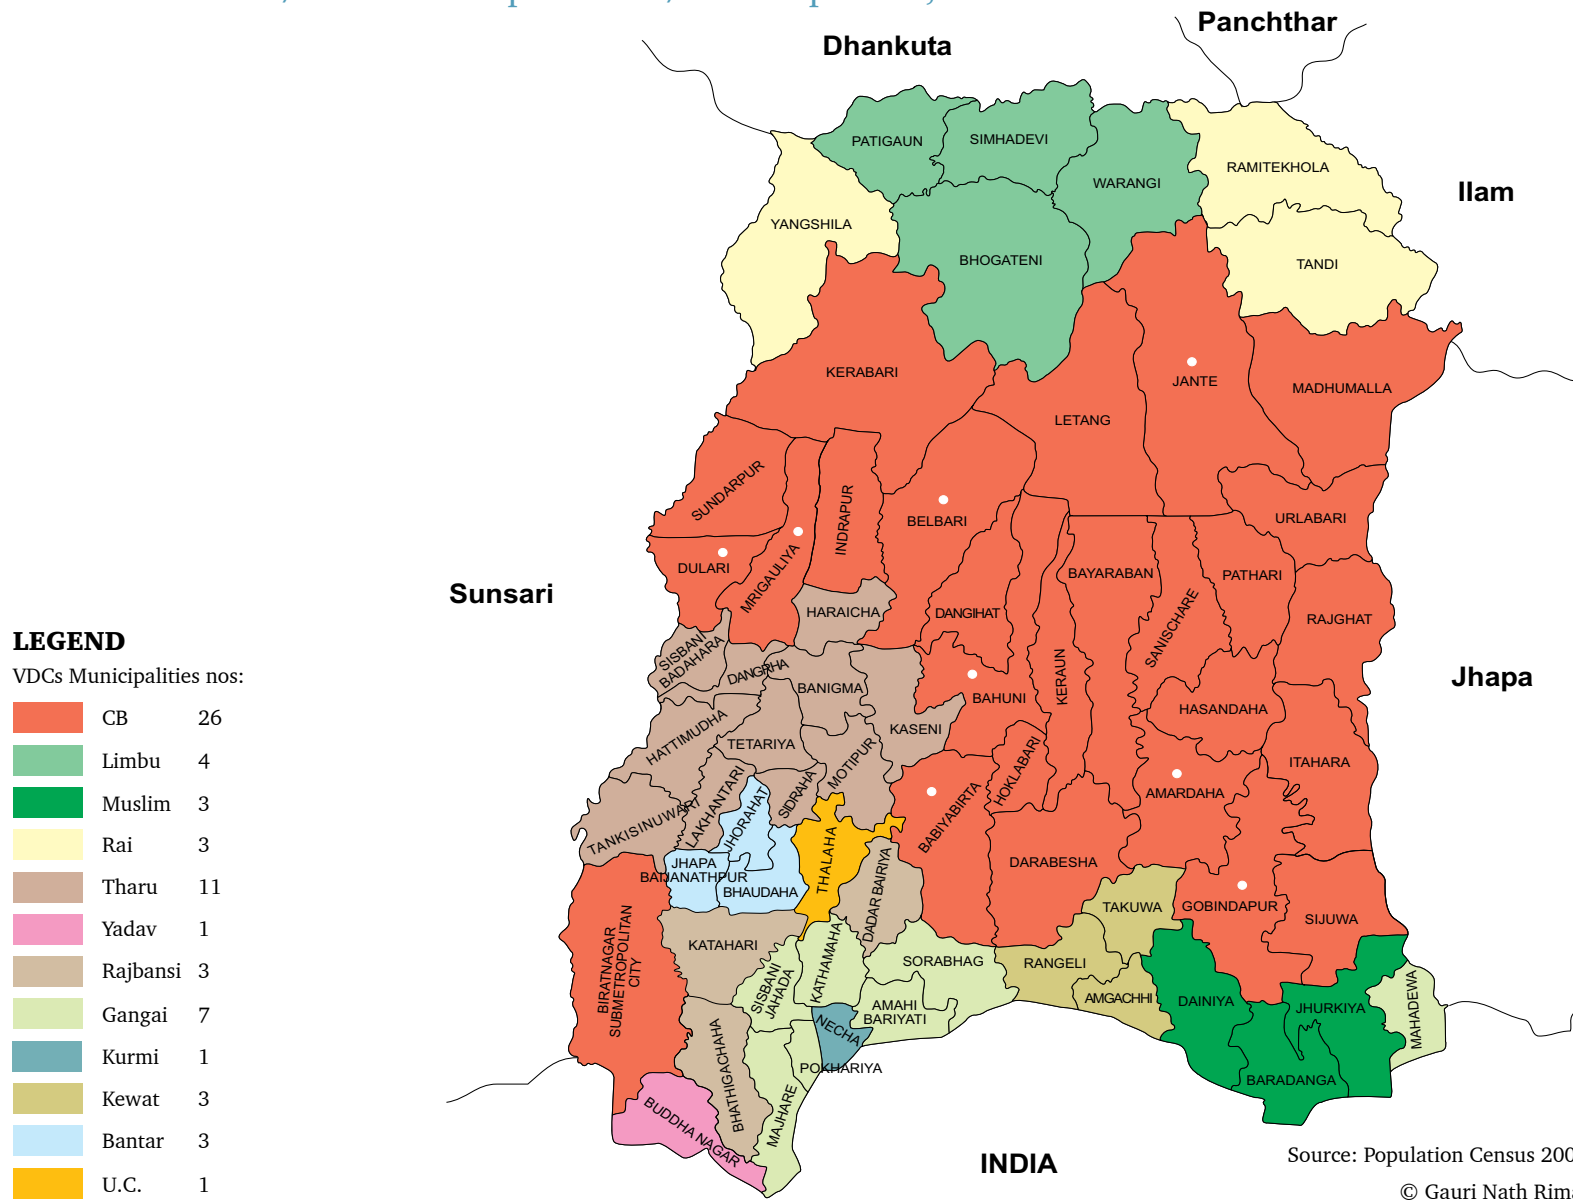 Panchthar
Dhankuta
PATIGAUN
SIMHADEVI
RAMITEKHOLA
WARANGI
Ilam
YANGSHILA
BHOGATENI
TANDI
KERABARI
JANTE
MADHUMALLA
LETANG
SUNDARPUR
INDRAPUR
BELBARI
URLABARI
DULARI
MRIGAULIYA
BAYARABAN
PATHARI
Sunsari
HARAICHA
DANGIHAT
SANISCHARE
RAJGHAT
SISBANI
BADAHARA
DANGRHA
BANIGMA
BAHUNI
KERAUN
Jhapa
HASANDAHA
HATTIMUDHA
TETARIYA
KASENI
MOTIPUR
HOKLABARI
ITAHARA
TANKISINUWARI
LAKHANTARI
JHORAHAT
SIDRAHA
AMARDAHA
BABIYABIRTA
JHAPA
BAIJANATHPUR
BHAUDAHA
THALAHA
DADAR BAIRIYA
DARABESHA
TAKUWA
GOBINDAPUR
SIJUWA
BIRATNAGAR
SUBMETROPOLITAN
CITY
KATAHARI
SISBANI
JAHADA
KATHAMAHA
SORABHAG
RANGELI
AMGACHHI
DAINIYA
JHURKIYA
MAHADEWA
AMAHI
BARIYATI
NECHA
POKHARIYA
BHATHIGACHAHA
MAJHARE
BARADANGA
BUDDHA NAGAR
INDIA
LEGEND
VDCs Municipalities nos:
CB 26
Limbu 4
Muslim 3
Rai 3
Tharu 11
Yadav 1
Rajbansi 3
Gangai 7
Kurmi 1
Kewat 3
Bantar 3
U.C. 1
Source: Population Census 200
© Gauri Nath Rima